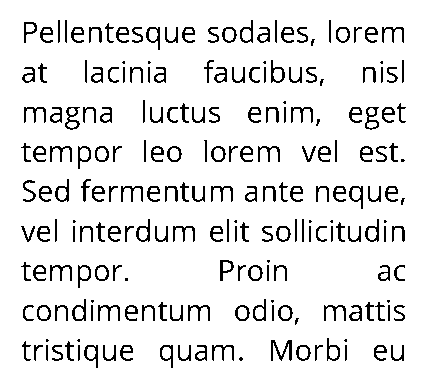 Pellentesque sodales, lorem
at lacinia faucibus, nisl
magna luctus enim, eget
tempor leo lorem vel est.
Sed fermentum ante neque,
vel interdum elit sollicitudin
tempor. Proin ac
condimentum odio, mattis
tristique quam. Morbi eu